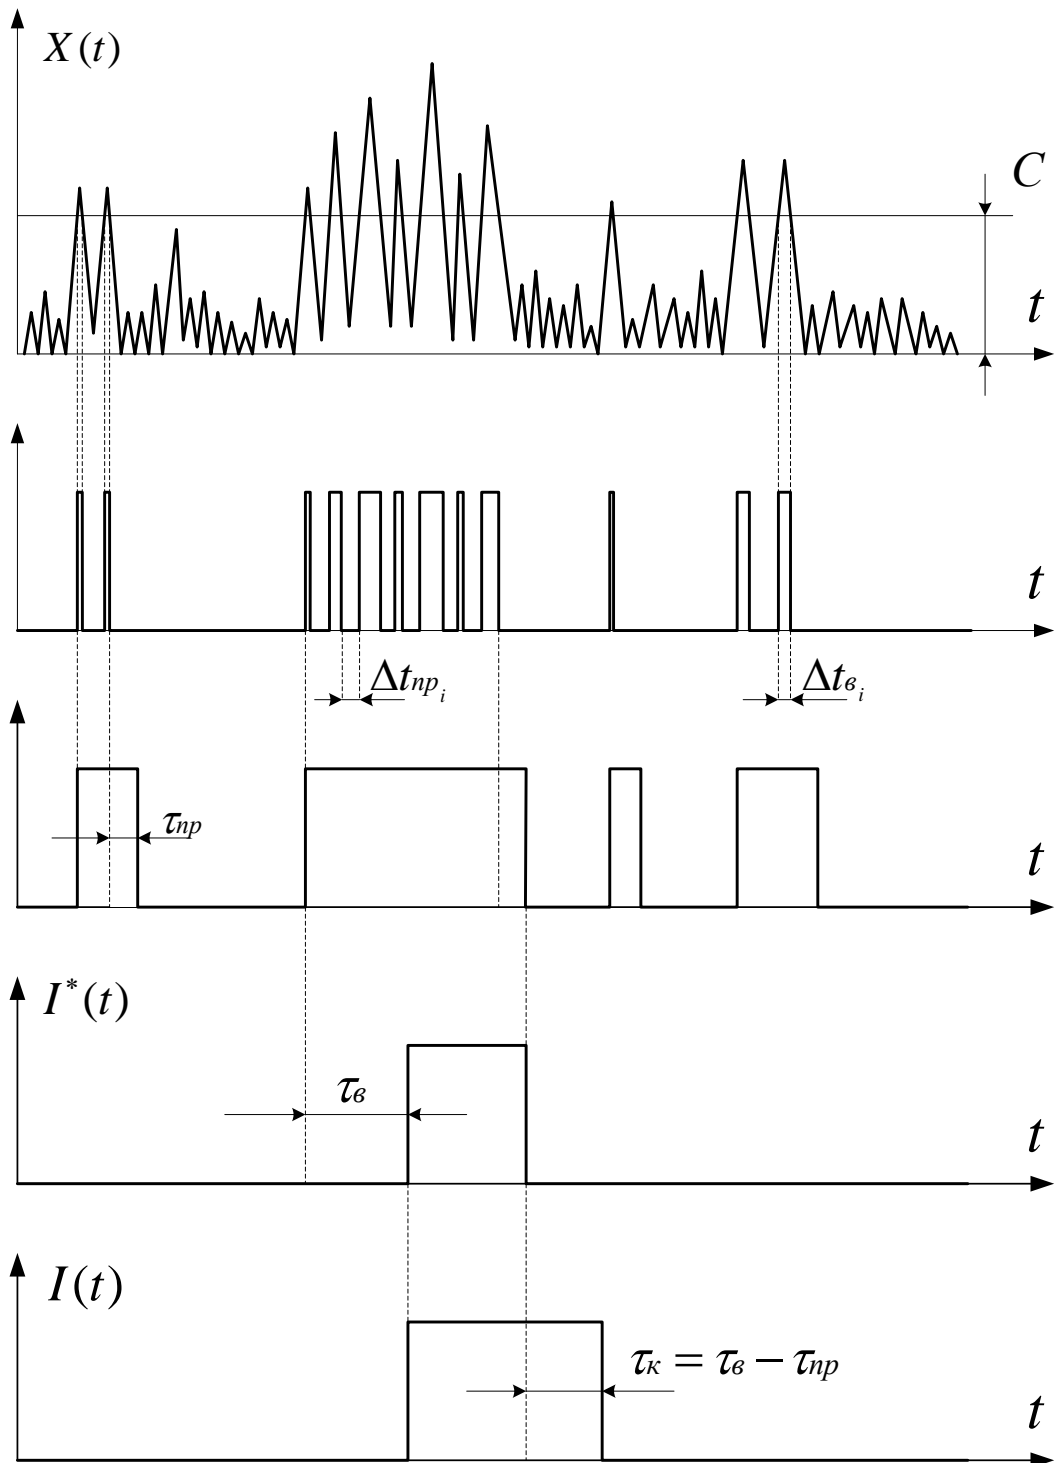 X(t)
C
t
t
Δtпрᵢ
Δtвᵢ
τпр
t
I*(t)
τв
t
I(t)
τк = τв − τпр
t